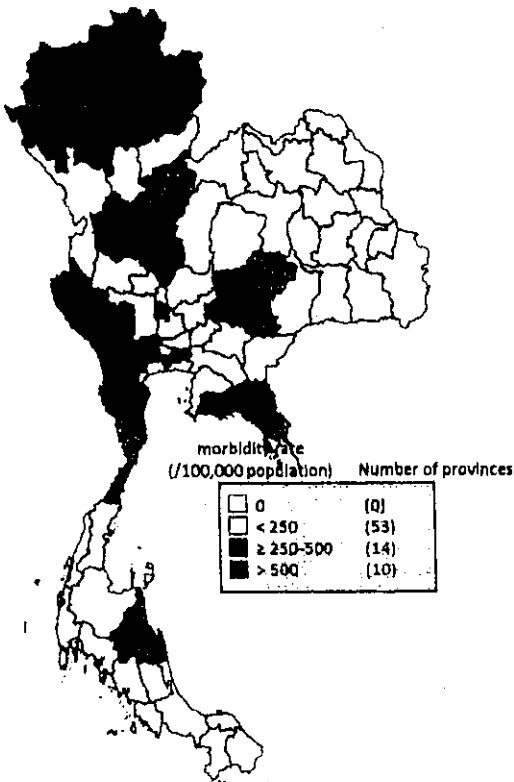 morbidity rate
(/100,000 population) Number of provinces
0 (0)
< 250 (53)
≥ 250-500 (14)
> 500 (10)